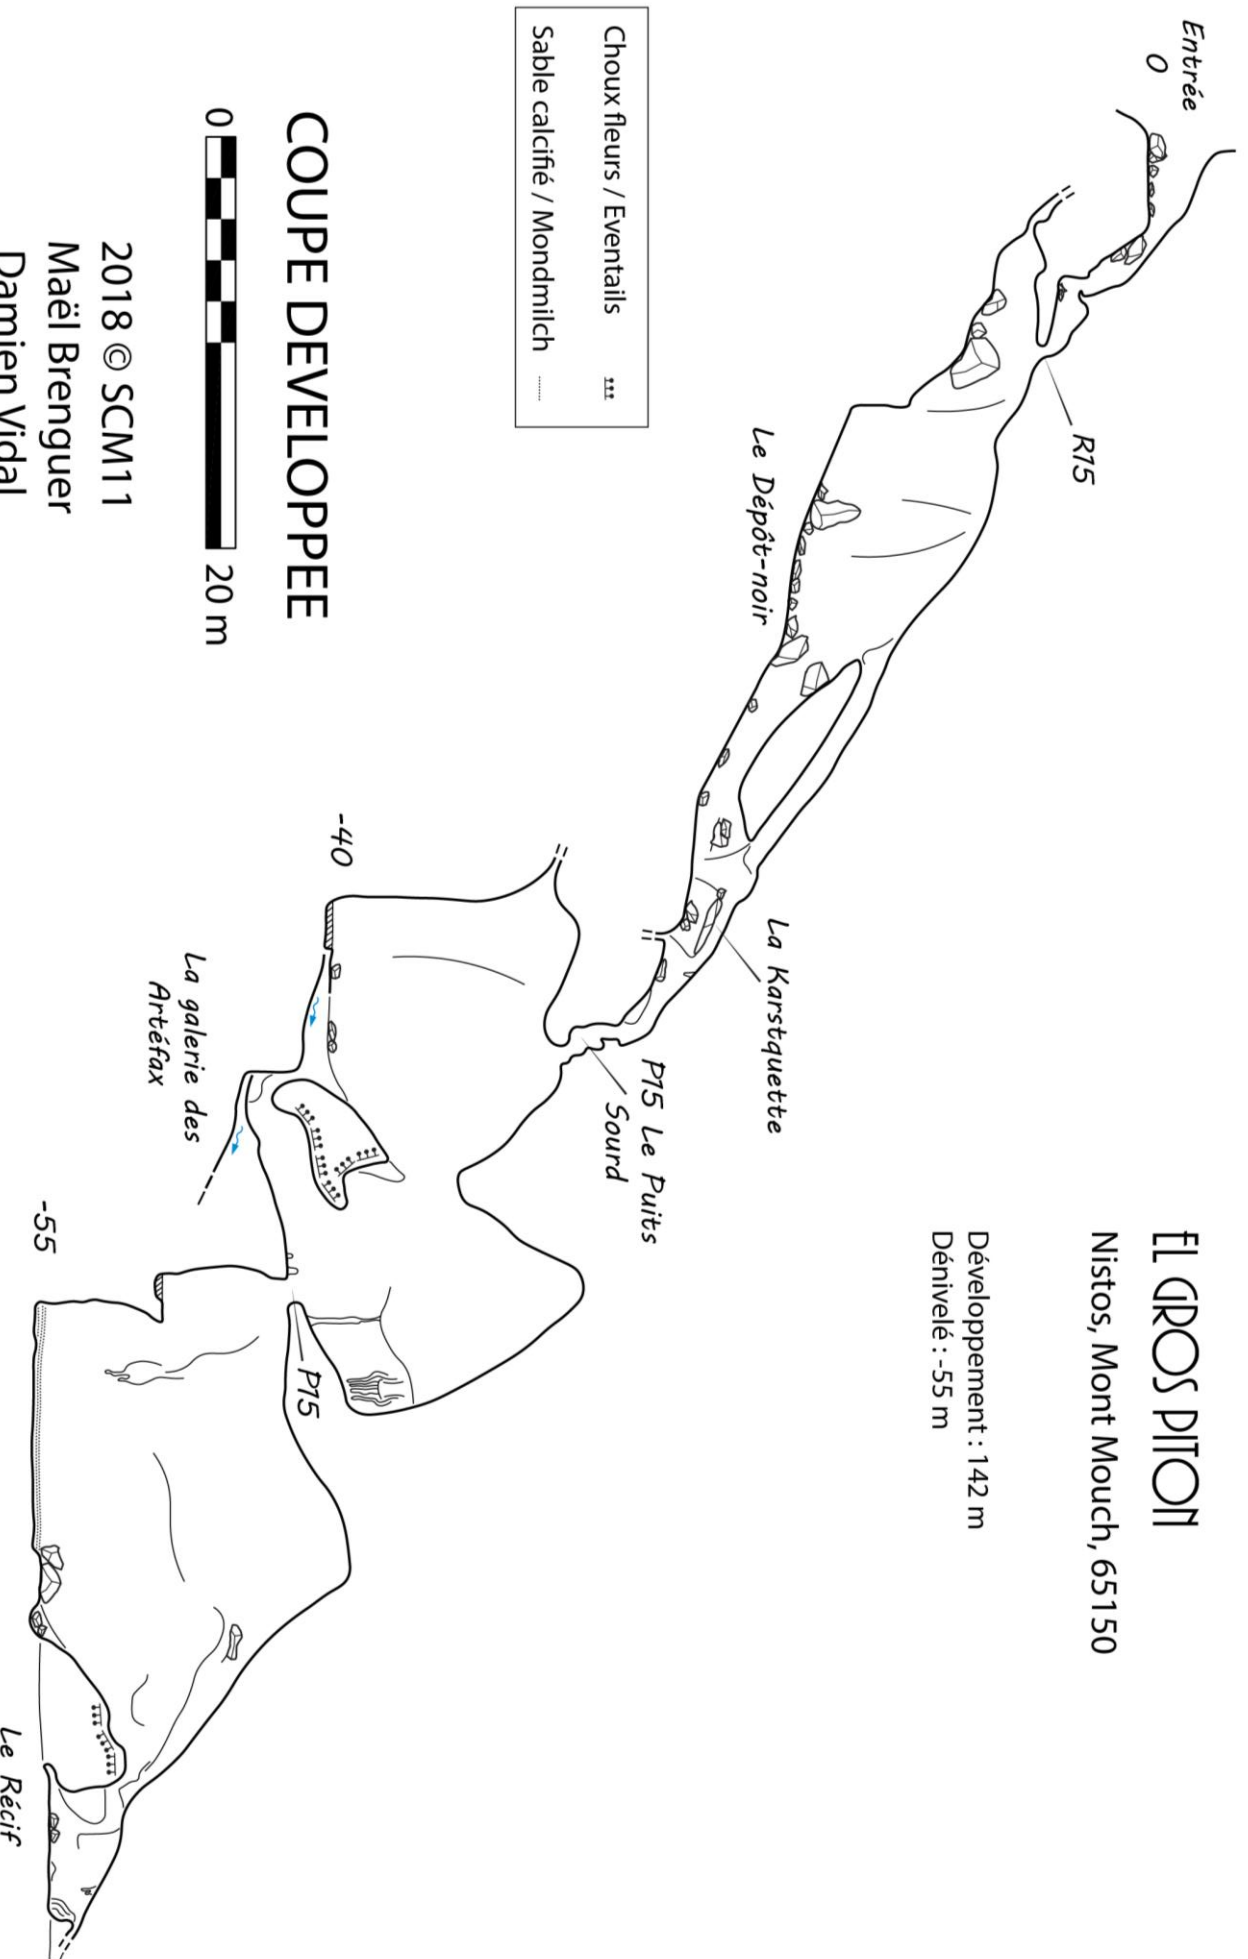 EL GROS PITON
Nistos, Mont Mouch, 65150
Développement : 142 m
Dénivelé : -55 m
Entrée
0
R15
Le Dépôt-noir
La Karstquette
P15 Le Puits
Sourd
-40
La galerie des
Artéfax
P15
-55
Le Récif
Choux fleurs / Eventails
Sable calcifié / Mondmilch
COUPE DEVELOPPEE
0 20 m
2018 © SCM11
Maël Brenguer
Damien Vidal